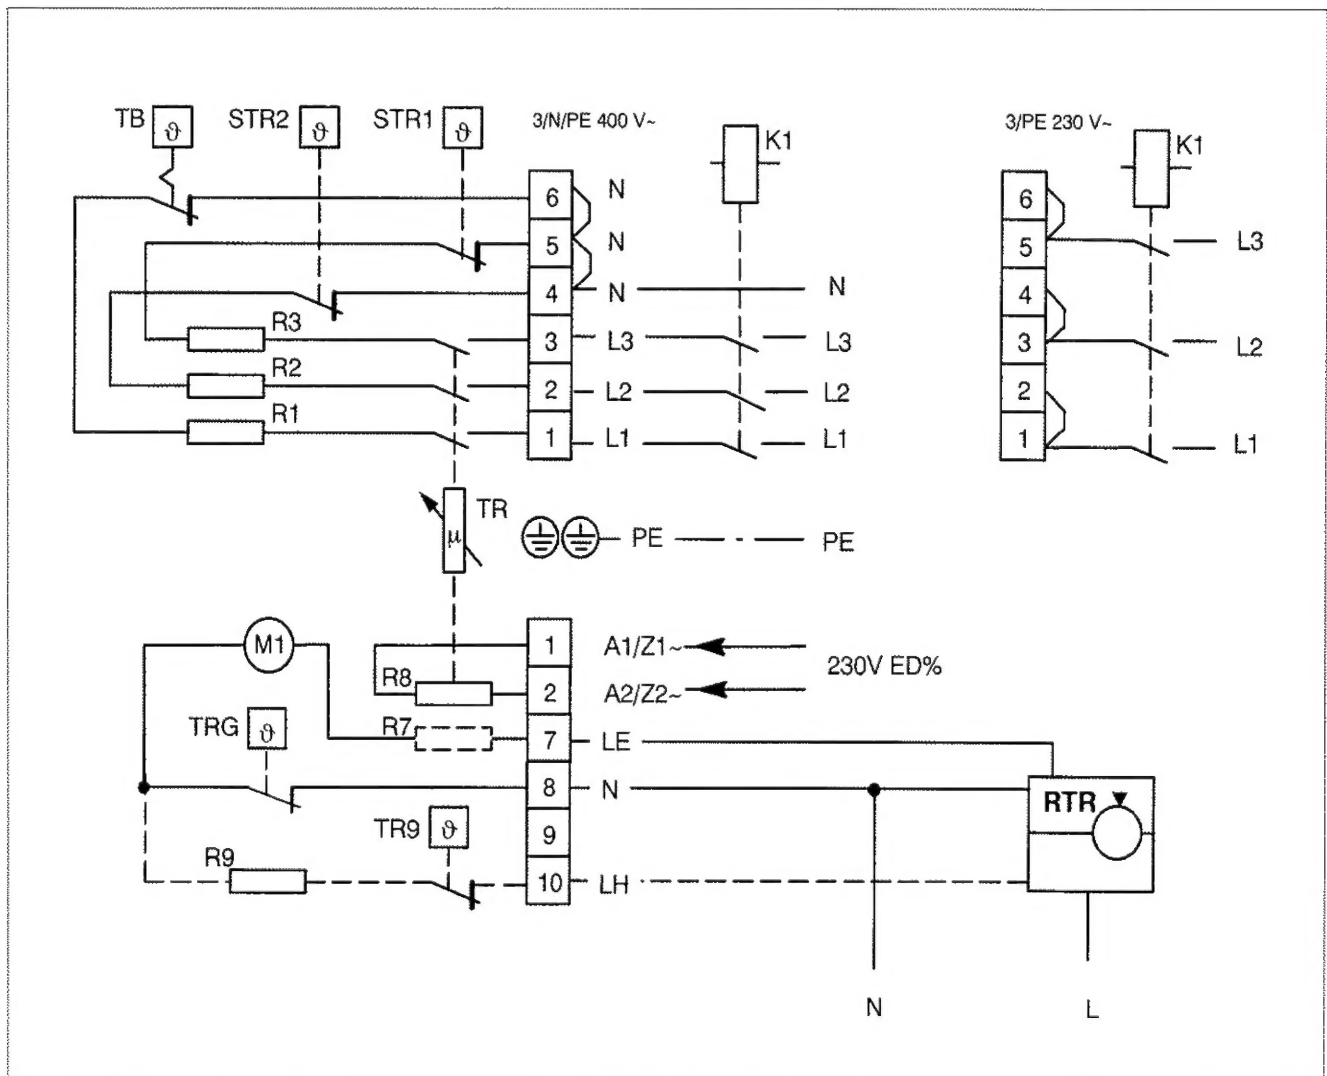 TB ϑ STR2 ϑ STR1 ϑ 3/N/PE 400 V~ K1 3/PE 230 V~ K1
6 N 6
5 N 5 L3
4 N N 4
R3 3 L3 L3 3 L2
R2 2 L2 L2 2
R1 1 L1 L1 1 L1
TR μ PE PE
M1 1 A1/Z1~
230V ED%
R8 2 A2/Z2~
TRG ϑ R7 7 LE
8 N RTR
TR9 ϑ 9
R9 10 LH
N L